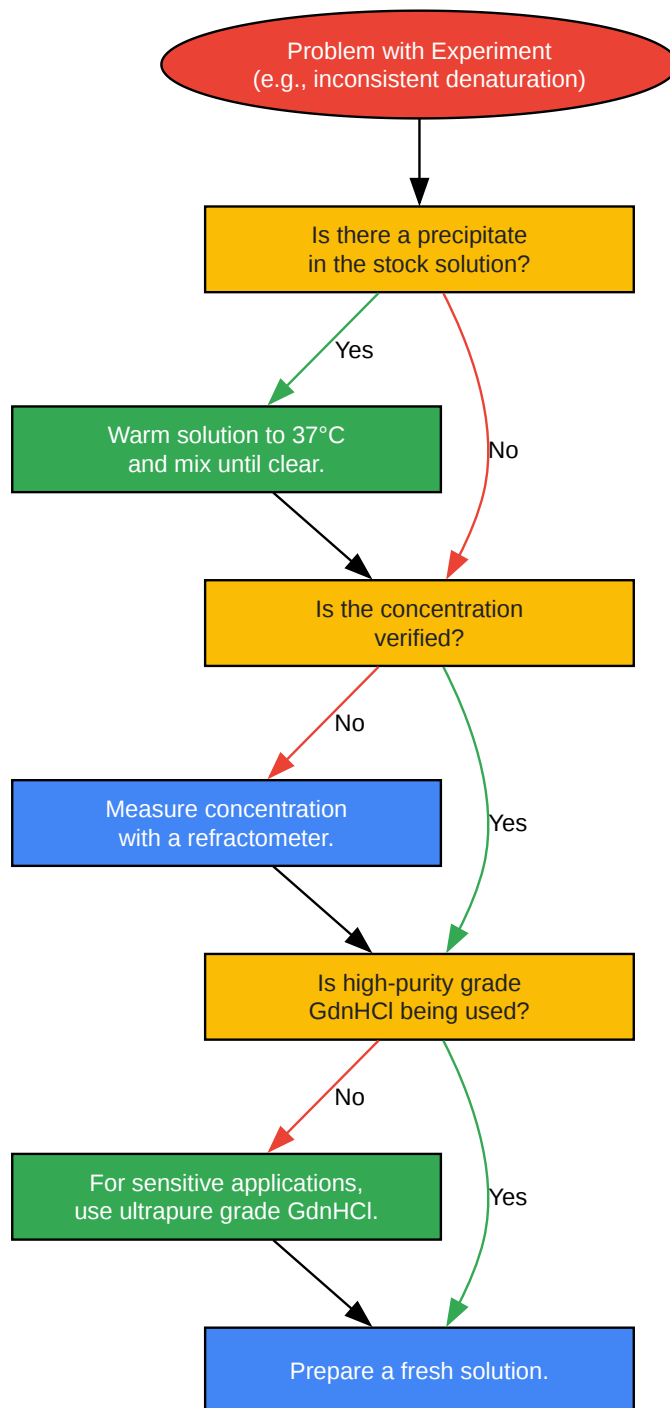 Problem with Experiment
(e.g., inconsistent denaturation)
Is there a precipitate
in the stock solution?
Yes
Warm solution to 37°C
and mix until clear.
No
Is the concentration
verified?
No
Measure concentration
with a refractometer.
Yes
Is high-purity grade
GdnHCl being used?
No
For sensitive applications,
use ultrapure grade GdnHCl.
Yes
Prepare a fresh solution.